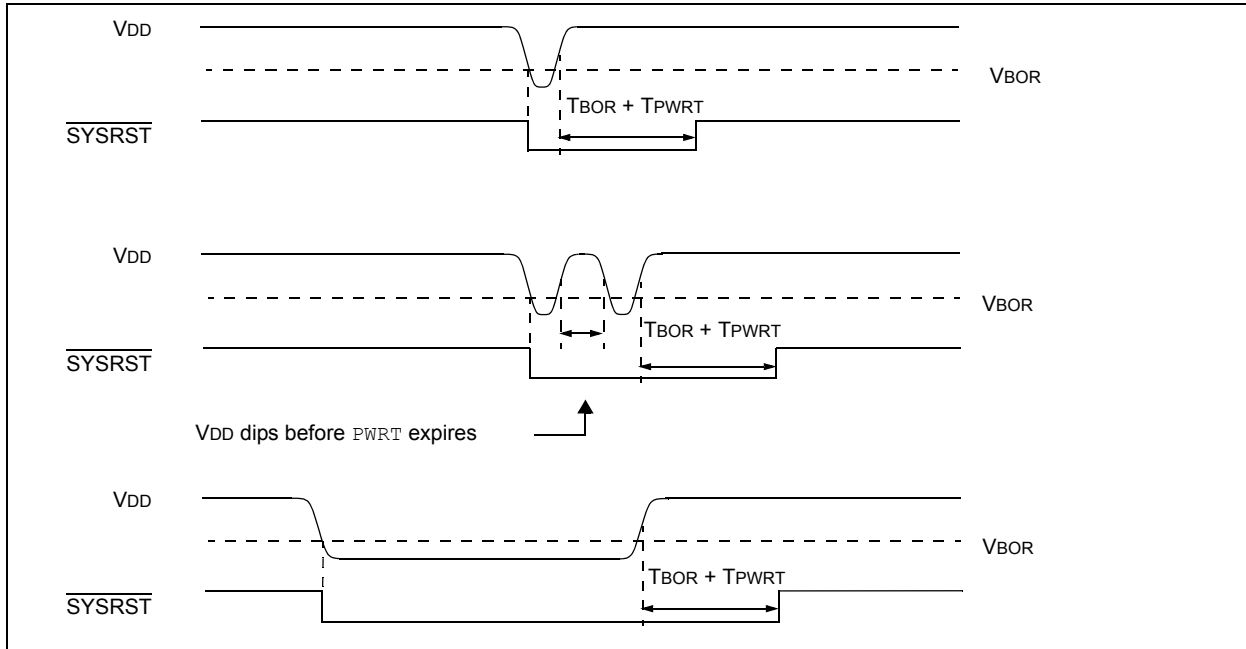 VDD
VBOR
TBOR + TPWRT
SYSRST
VDD
VBOR
TBOR + TPWRT
SYSRST
VDD dips before PWRT expires
VDD
VBOR
TBOR + TPWRT
SYSRST